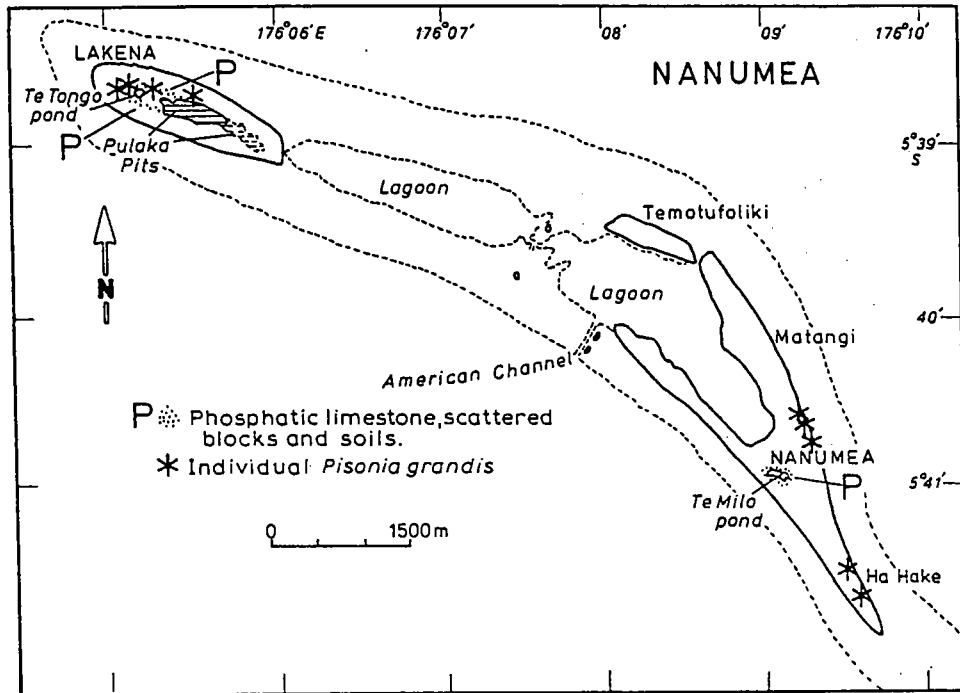 176°06'E
176°07'
08
09
176°10'
LAKENA
P
NANUMEA
Te Tongo
pond
P
Pulaka
Pits
5°39'
S
Lagoon
Temotufoliki
N
Lagoon
40'
Matangi
American Channel
P Phosphatic limestone, scattered
blocks and soils.
Individual Pisonia grandis
NANUMEA
P
5°41'
Te Milo
pond
0 1500m
Ha Hake